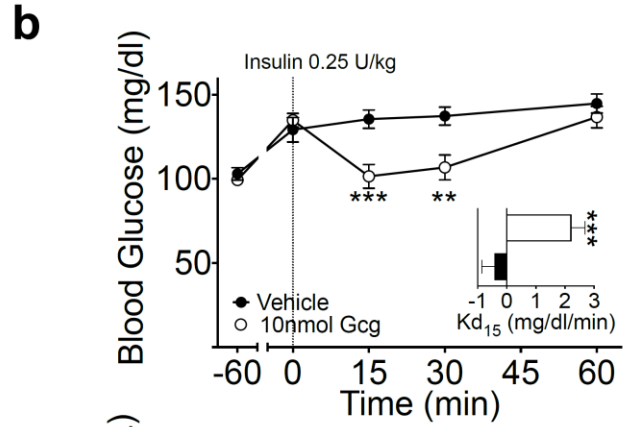 b
Insulin 0.25 U/kg
Blood Glucose (mg/dl)
150
100
50
*** **
***
Vehicle
10nmol Gcg
-1 0 1 2 3
Kd15 (mg/dl/min)
-60 0 15 30 45 60
Time (min)
)